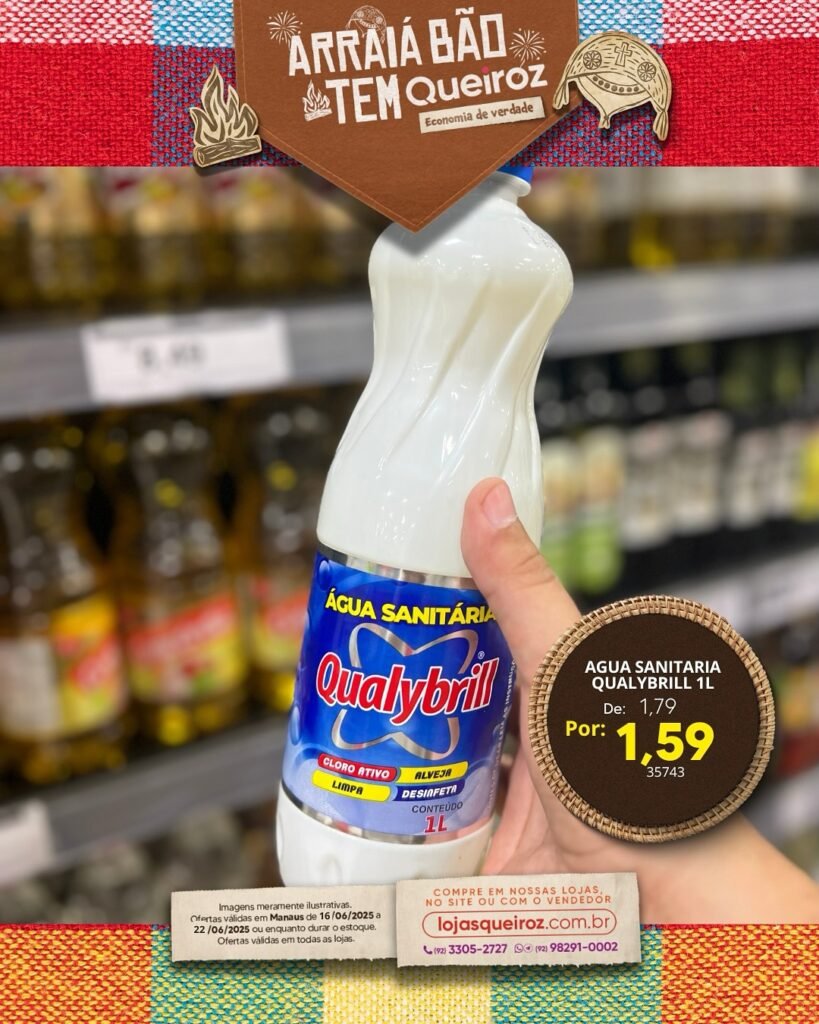 ARRAIÁ BÃO
TEM Queiroz
Economia de verdade
8,49
ÁGUA SANITÁRIA
Qualybrill®
CLORO ATIVO
ALVEJA
LIMPA
DESINFETA
CONTEÚDO
1L
AGUA SANITARIA
QUALYBRILL 1L
De: 1,79
Por: 1,59
35743
Imagens meramente ilustrativas.
Ofertas válidas em Manaus de 16/06/2025 a
22 /06/2025 ou enquanto durar o estoque.
Ofertas válidas em todas as lojas.
COMPRE EM NOSSAS LOJAS,
NO SITE OU COM O VENDEDOR
lojasqueiroz.com.br
(92) 3305-2727 (92) 98291-0002